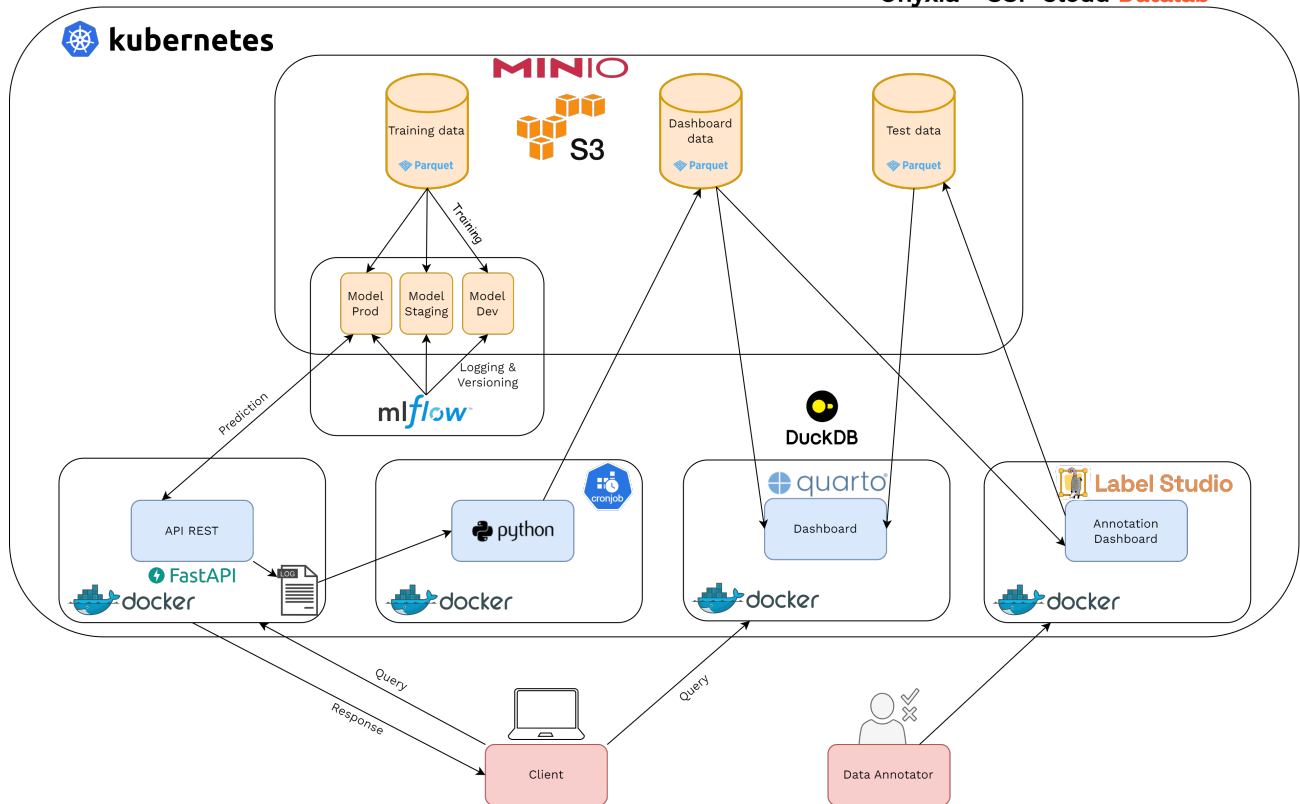 Datalab
kubernetes
MINIO
Training data
Parquet
S3
Dashboard
data
Parquet
Test data
Parquet
Training
Model
Prod
Model
Staging
Model
Dev
Logging &
Versioning
mlflow
Prediction
DuckDB
API REST
FastAPI
LOG
docker
cronjob
python
docker
quarto
Dashboard
docker
Label Studio
Annotation
Dashboard
docker
Query
Response
Query
Client
Data Annotator